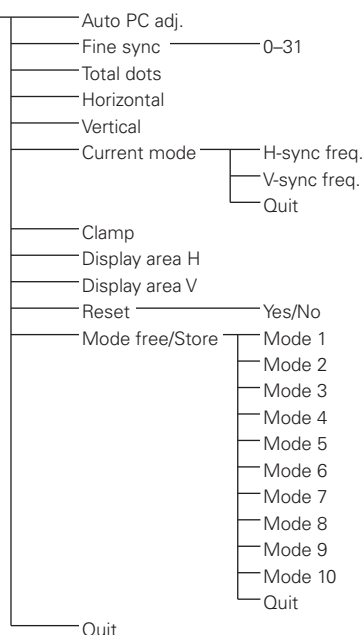 Auto PC adj.
Fine sync 0–31
Total dots
Horizontal
Vertical
Current mode H-sync freq.
V-sync freq.
Quit
Clamp
Display area H
Display area V
Reset Yes/No
Mode free/Store Mode 1
Mode 2
Mode 3
Mode 4
Mode 5
Mode 6
Mode 7
Mode 8
Mode 9
Mode 10
Quit
Quit